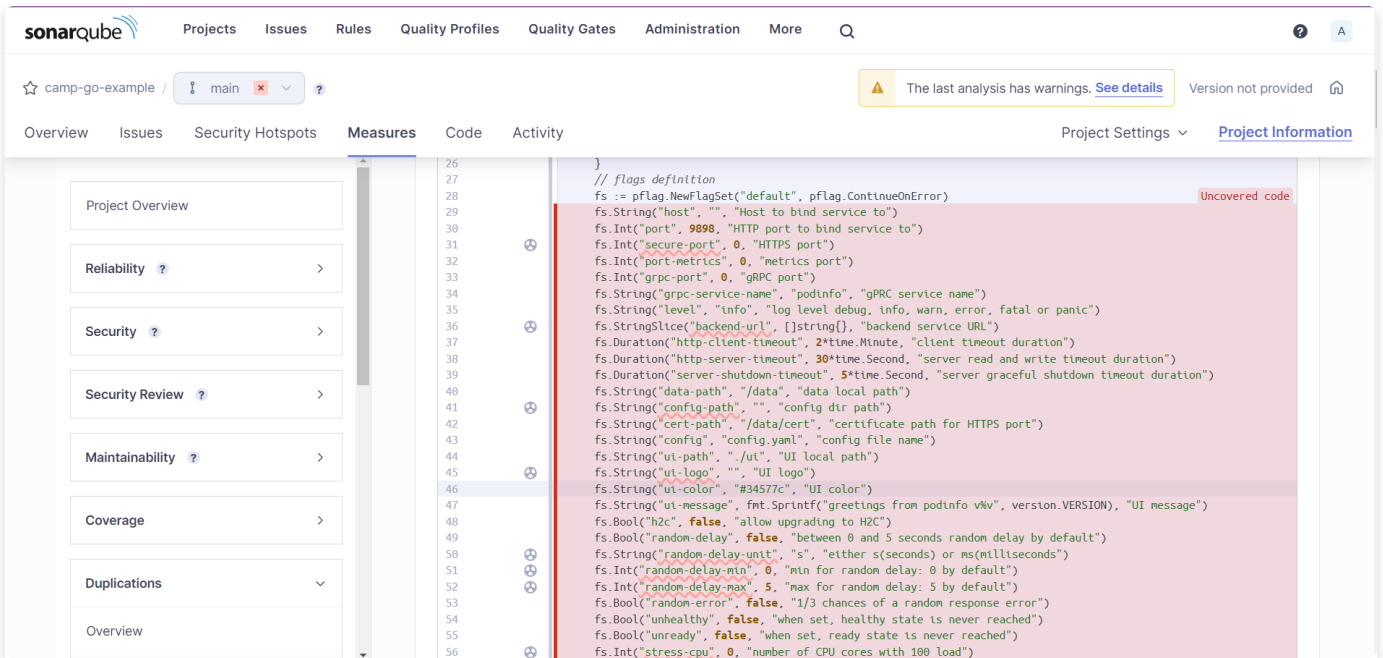 sonarqube Projects Issues Rules Quality Profiles Quality Gates Administration More ? A
camp-go-example / main × ? The last analysis has warnings. See details Version not provided
Overview Issues Security Hotspots Measures Code Activity Project Settings Project Information
Project Overview
Reliability ?
Security ?
Security Review ?
Maintainability ?
Coverage
Duplications
Overview
26 }
27 // flags definition
28 fs := pflag.NewFlagSet("default", pflag.ContinueOnError) Uncovered code
29 fs.String("host", "", "Host to bind service to")
30 fs.Int("port", 9898, "HTTP port to bind service to")
31 fs.Int("secure-port", 0, "HTTPS port")
32 fs.Int("port-metrics", 0, "metrics port")
33 fs.Int("grpc-port", 0, "gRPC port")
34 fs.String("grpc-service-name", "podinfo", "gPRC service name")
35 fs.String("level", "info", "log level debug, info, warn, error, fatal or panic")
36 fs.StringSlice("backend-url", []string{}, "backend service URL")
37 fs.Duration("http-client-timeout", 2*time.Minute, "client timeout duration")
38 fs.Duration("http-server-timeout", 30*time.Second, "server read and write timeout duration")
39 fs.Duration("server-shutdown-timeout", 5*time.Second, "server graceful shutdown timeout duration")
40 fs.String("data-path", "/data", "data local path")
41 fs.String("config-path", "", "config dir path")
42 fs.String("cert-path", "/data/cert", "certificate path for HTTPS port")
43 fs.String("config", "config.yaml", "config file name")
44 fs.String("ui-path", "./ui", "UI local path")
45 fs.String("ui-logo", "", "UI logo")
46 fs.String("ui-color", "#34577c", "UI color")
47 fs.String("ui-message", fmt.Sprintf("greetings from podinfo v%v", version.VERSION), "UI message")
48 fs.Bool("h2c", false, "allow upgrading to H2C")
49 fs.Bool("random-delay", false, "between 0 and 5 seconds random delay by default")
50 fs.String("random-delay-unit", "s", "either s(seconds) or ms(milliseconds")
51 fs.Int("random-delay-min", 0, "min for random delay: 0 by default")
52 fs.Int("random-delay-max", 5, "max for random delay: 5 by default")
53 fs.Bool("random-error", false, "1/3 chances of a random response error")
54 fs.Bool("unhealthy", false, "when set, healthy state is never reached")
55 fs.Bool("unready", false, "when set, ready state is never reached")
56 fs.Int("stress-cpu", 0, "number of CPU cores with 100 load")